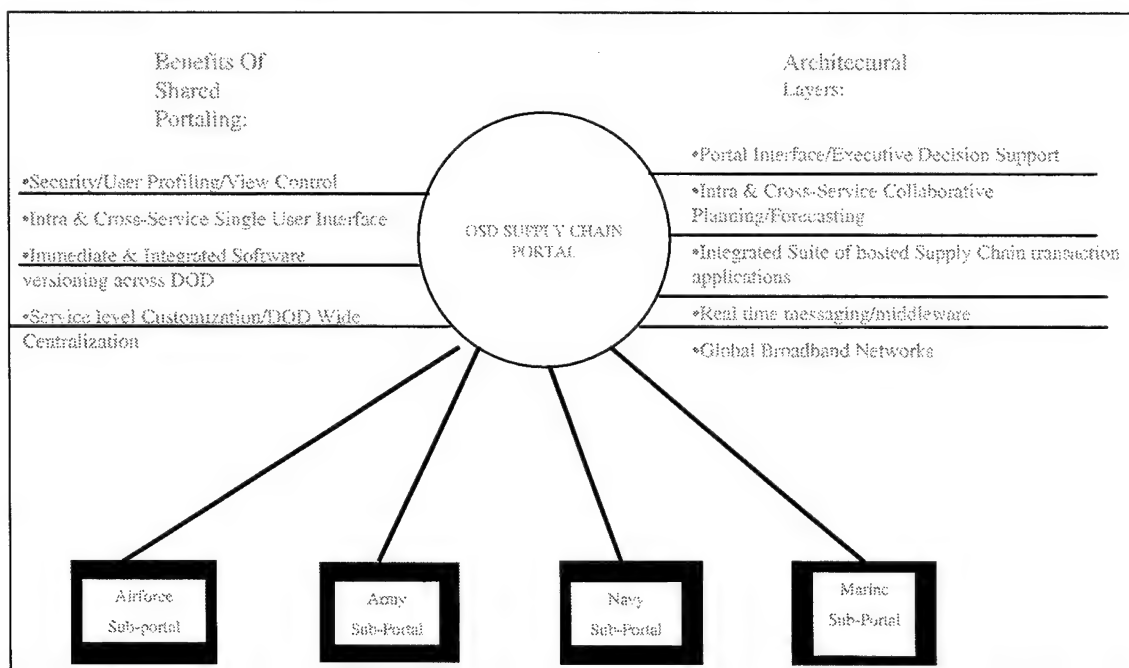 Benefits Of
Shared
Portaling:
•Security/User Profiling/View Control
•Intra & Cross-Service Single User Interface
•Immediate & Integrated Software
versioning across DOD
•Service level Customization/DOD Wide
Centralization
OSD SUPPLY CHAIN
PORTAL
Architectural
Layers:
•Portal Interface/Executive Decision Support
•Intra & Cross-Service Collaborative
Planning/Forecasting
•Integrated Suite of hosted Supply Chain transaction
applications
•Real time messaging/middleware
•Global Broadband Networks
Airforce
Sub-portal
Army
Sub-Portal
Navy
Sub-Portal
Marine
Sub-Portal